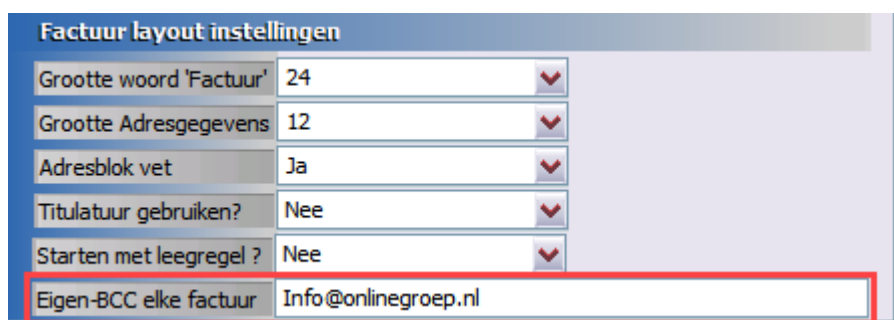 Factuur layout instellingen
Grootte woord 'Factuur' 24
Grootte Adresgegevens 12
Adresblok vet Ja
Titulatuur gebruiken? Nee
Starten met leegregel ? Nee
Eigen-BCC elke factuur Info@onlinegroep.nl